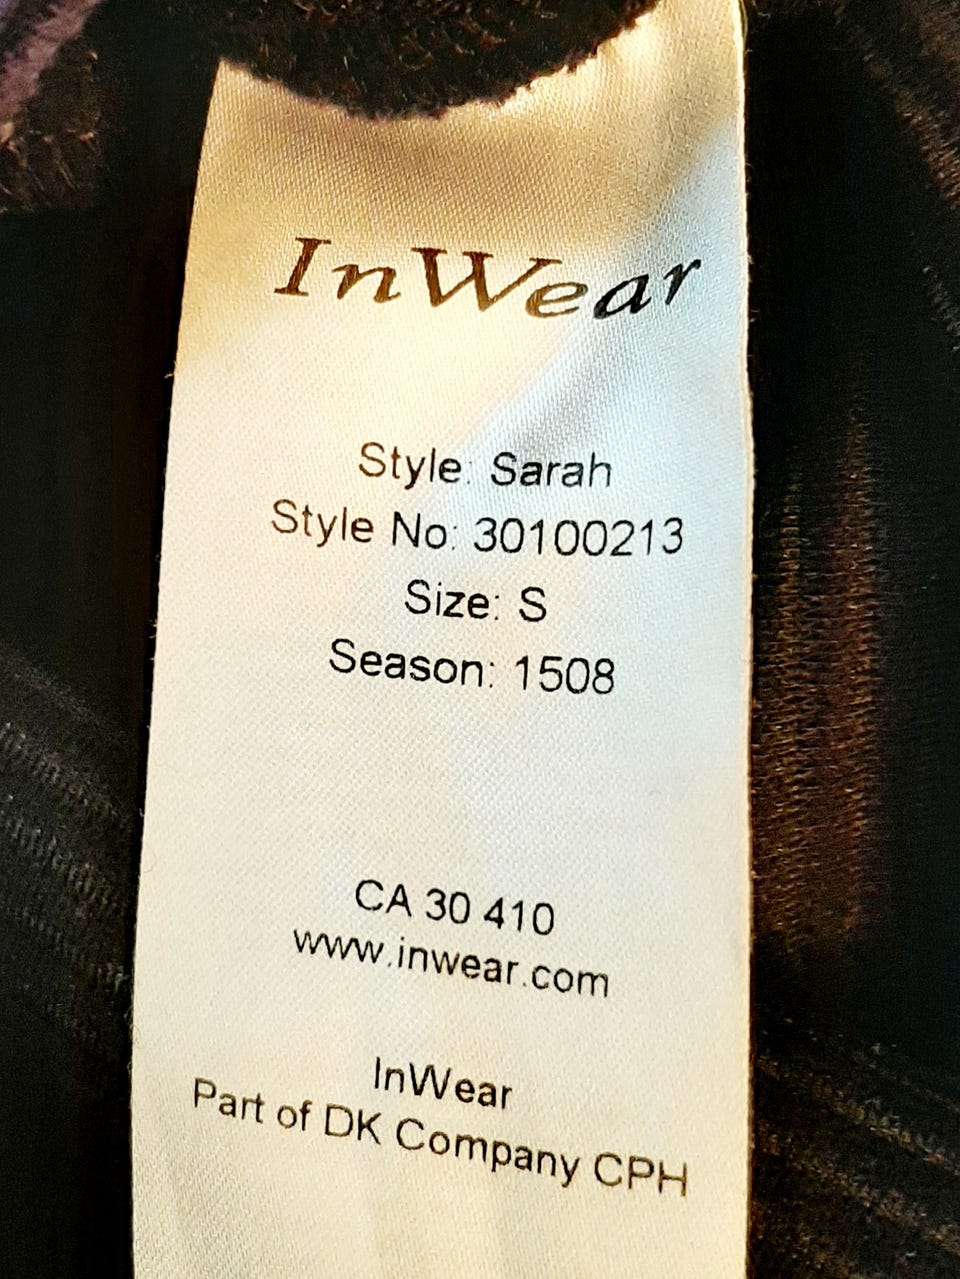 InWear
Style: Sarah
Style No: 30100213
Size: S
Season: 1508
CA 30 410
www.inwear.com
InWear
Part of DK Company CPH